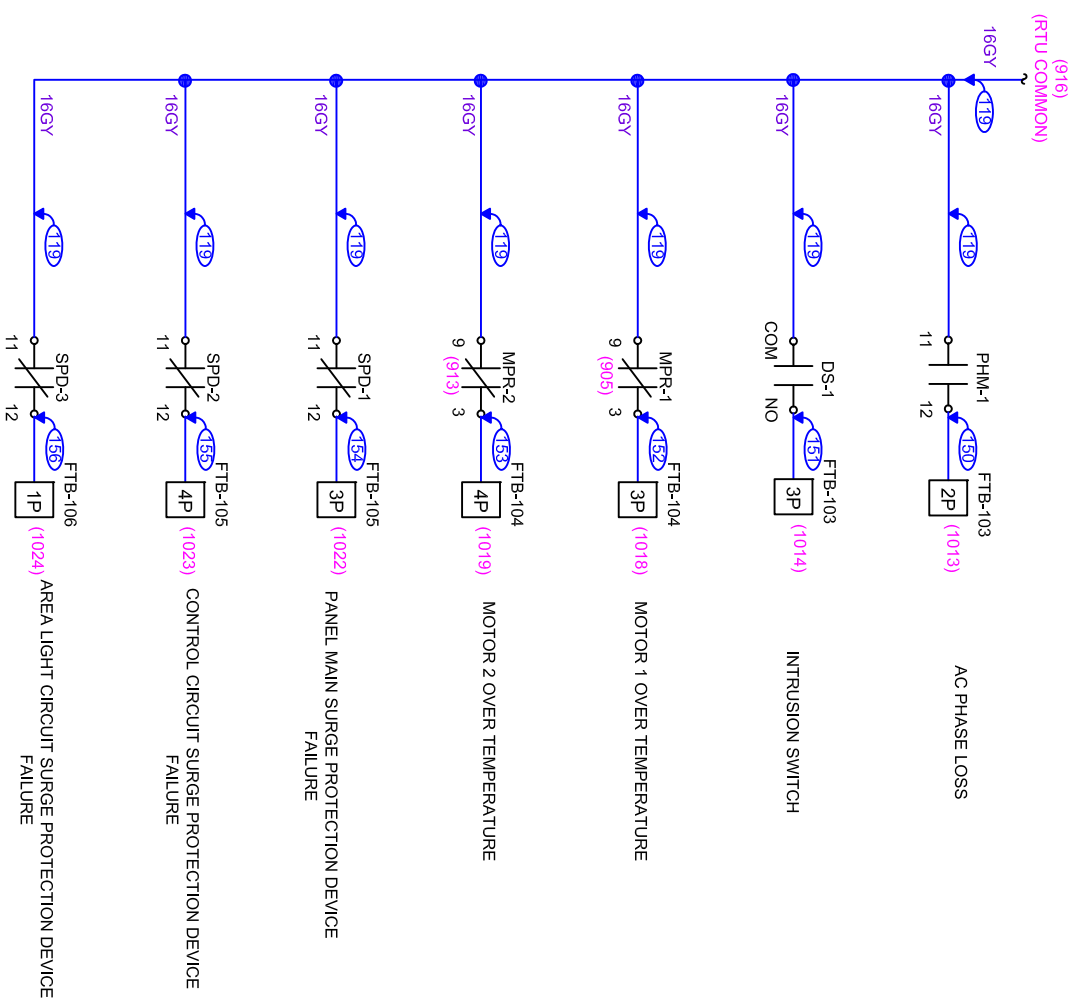 (916)
(RTU COMMON)
16GY
119
16GY
119
11
PHM-1
12
150
FTB-103
2P
(1013)
AC PHASE LOSS
119
COM
DS-1
NO
151
FTB-103
3P
(1014)
INTRUSION SWITCH
16GY
119
9
MPR-1
(905)
3
152
FTB-104
3P
(1018)
MOTOR 1 OVER TEMPERATURE
16GY
119
9
MPR-2
(913)
3
153
FTB-104
4P
(1019)
MOTOR 2 OVER TEMPERATURE
16GY
119
11
SPD-1
12
154
FTB-105
3P
(1022)
PANEL MAIN SURGE PROTECTION DEVICE
FAILURE
16GY
119
11
SPD-2
12
155
FTB-105
4P
(1023)
CONTROL CIRCUIT SURGE PROTECTION DEVICE
FAILURE
16GY
119
11
SPD-3
12
156
FTB-106
1P
(1024)
AREA LIGHT CIRCUIT SURGE PROTECTION DEVICE
FAILURE